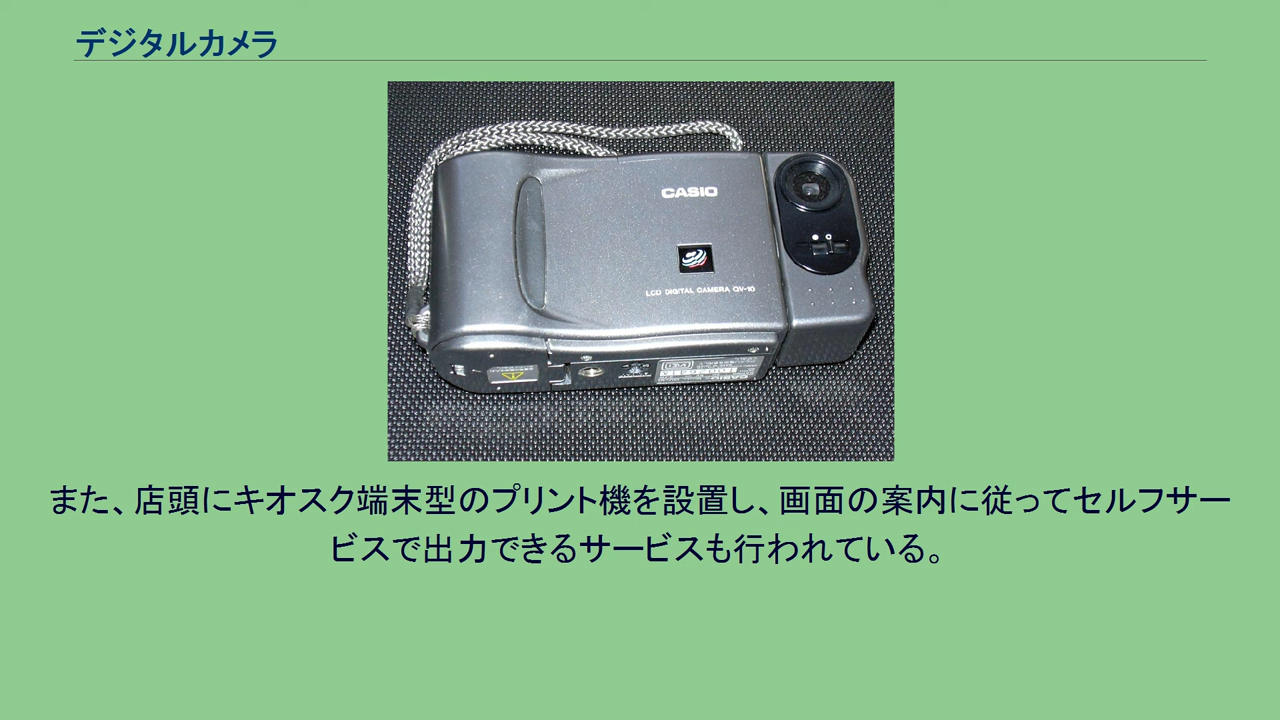 デジタルカメラ
CASIO
LCD DIGITAL CAMERA QV-10
また、店頭にキオスク端末型のプリント機を設置し、画面の案内に従ってセルフサー
ビスで出力できるサービスも行われている。